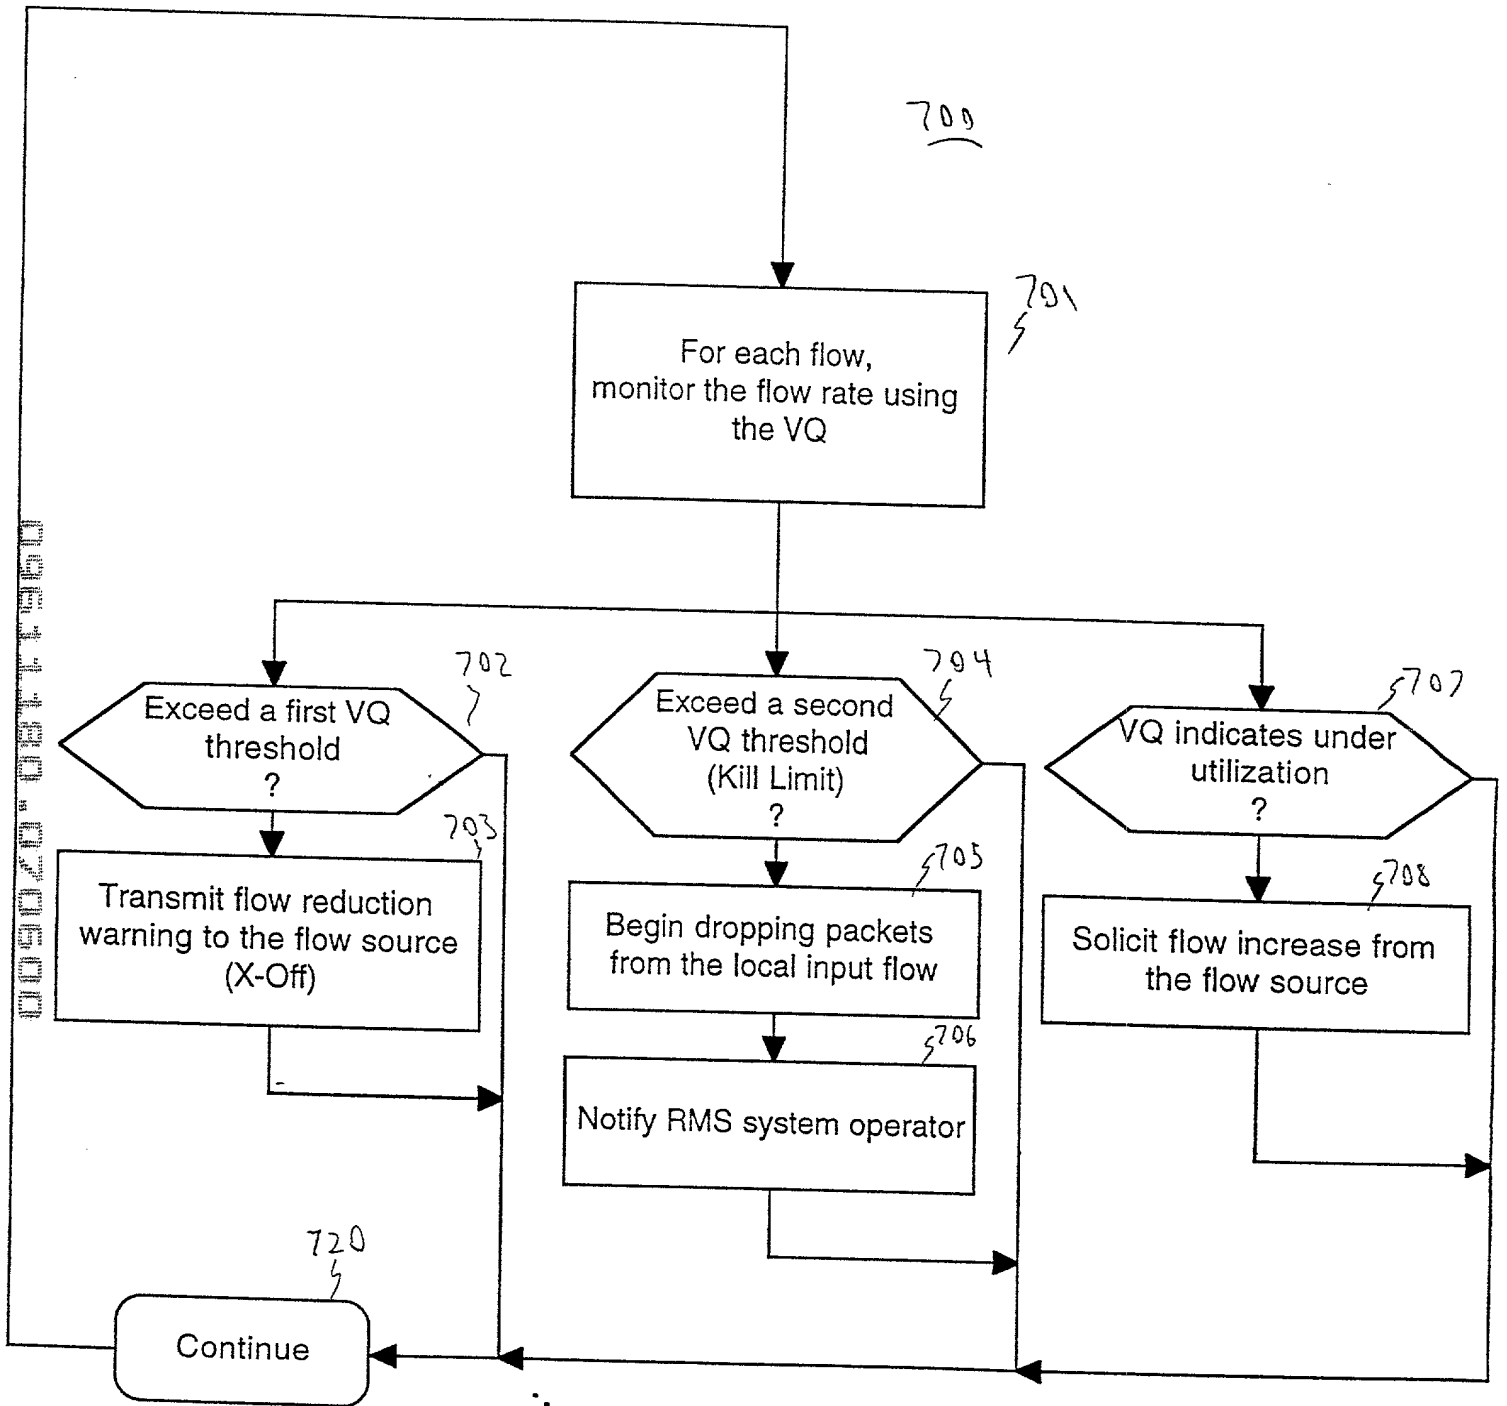 700
701
For each flow,
monitor the flow rate using
the VQ
702
Exceed a first VQ
threshold
?
703
Transmit flow reduction
warning to the flow source
(X-Off)
704
Exceed a second
VQ threshold
(Kill Limit)
?
705
Begin dropping packets
from the local input flow
706
Notify RMS system operator
707
VQ indicates under
utilization
?
708
Solicit flow increase from
the flow source
720
Continue
09611180.070500